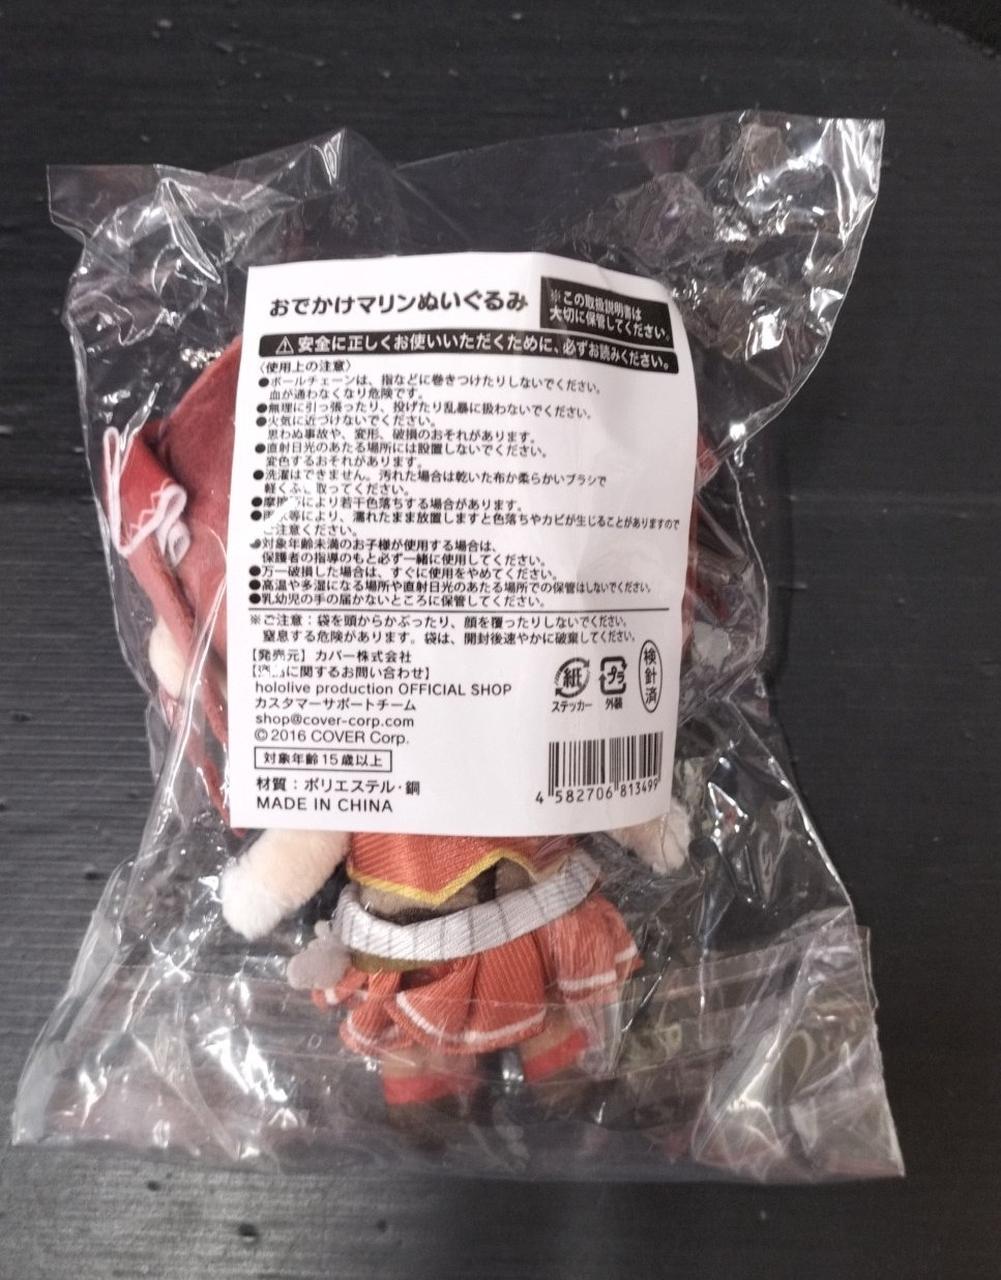 おでかけマリンぬいぐるみ
※この取扱説明書は
大切に保管してください。
⚠安全に正しくお使いいただくために、必ずお読みください。
〈使用上の注意〉
●ボールチェーンは、指などに巻きつけたりしないでください。
血が通わなくなり危険です。
●無理に引っ張ったり、投げたり乱暴に扱わないでください。
●火気に近づけないでください。
思わぬ事故や、変形、破損のおそれがあります。
●直射日光のあたる場所には設置しないでください。
変色するおそれがあります。
●洗濯はできません。汚れた場合は乾いた布か柔らかいブラシで
軽くふき取ってください。
●摩擦により若干色落ちする場合があります。
●雨水等により、濡れたまま放置しますと色落ちやカビが生じることがありますので
ご注意ください。
●対象年齢未満のお子様が使用する場合は、
保護者の指導のもと必ず一緒に使用してください。
●万一破損した場合は、すぐに使用をやめてください。
●高温や多湿になる場所や直射日光のあたる場所での保管はしないでください。
●乳幼児の手の届かないところに保管してください。
※ご注意：袋を頭からかぶったり、顔を覆ったりしないでください。
窒息する危険があります。袋は、開封後速やかに破棄してください。
【発売元】カバー株式会社
に関するお問い合わせ】
hololive production OFFICIAL SHOP
カスタマーサポートチーム
shop@cover-corp.com
©2016 COVER Corp.
対象年齢15歳以上
材質：ポリエステル・鋼
MADE IN CHINA
紙
ステッカー
プラ
外装
検針済
4 582706 813499